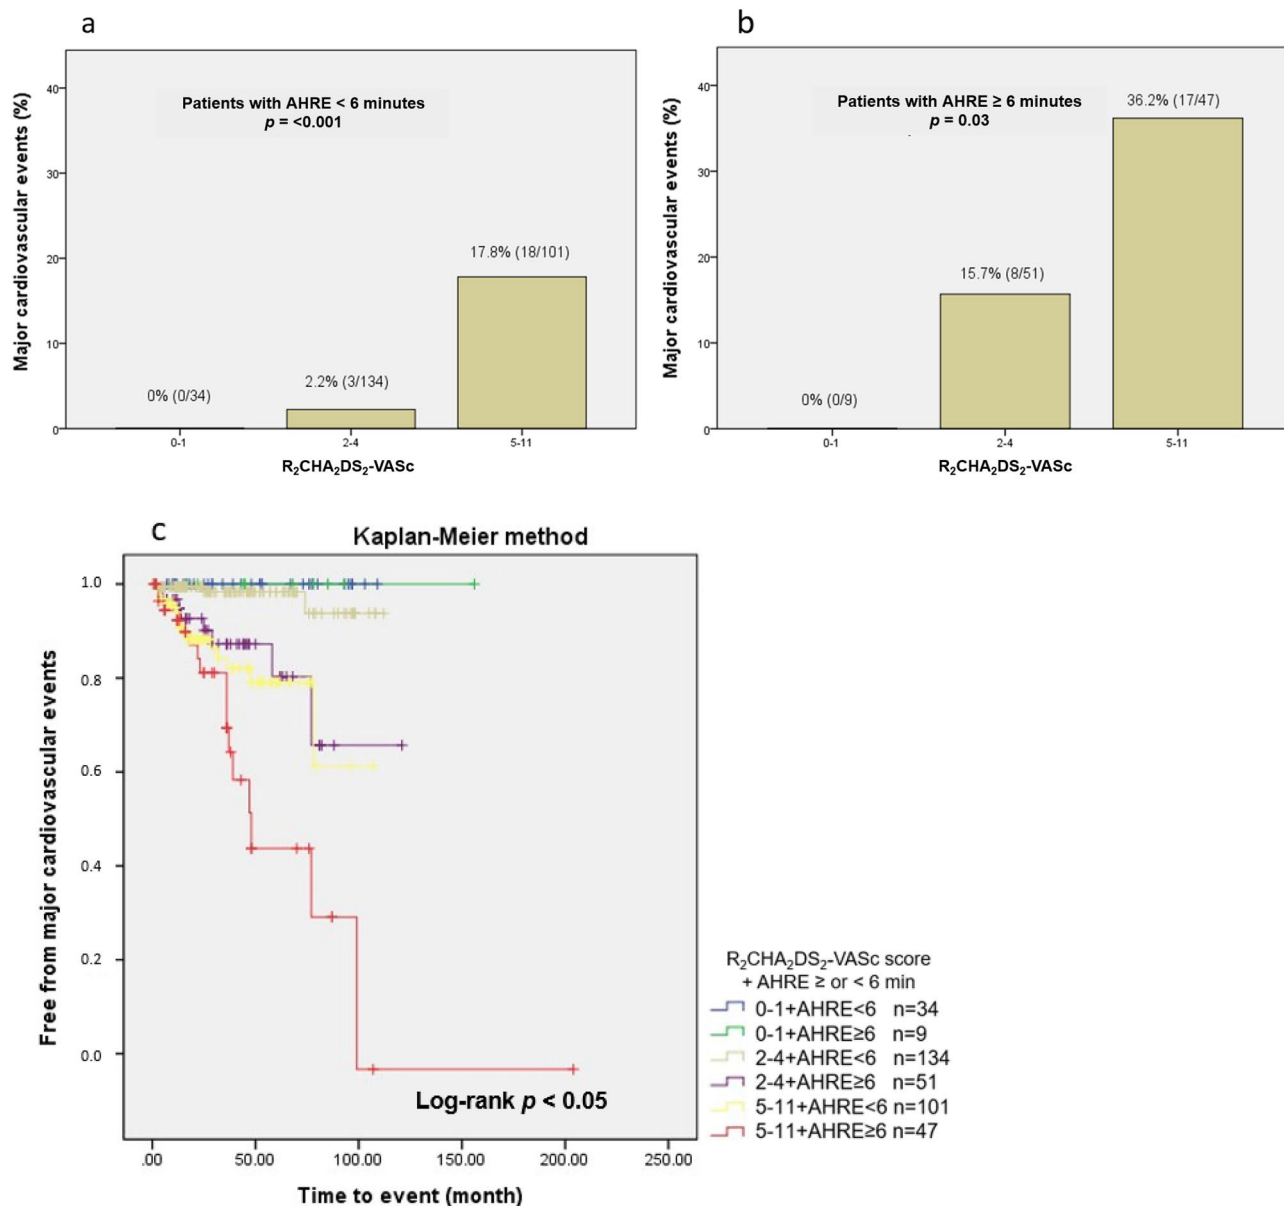 a
Major cardiovascular events (%)
40
30
20
10
0
Patients with AHRE < 6 minutes
p = <0.001
0% (0/34)
2.2% (3/134)
17.8% (18/101)
0-1
2-4
5-11
R₂CHA₂DS₂-VASc
b
Major cardiovascular events (%)
40
30
20
10
0
Patients with AHRE ≥ 6 minutes
p = 0.03
0% (0/9)
15.7% (8/51)
36.2% (17/47)
0-1
2-4
5-11
R₂CHA₂DS₂-VASc
c
Kaplan-Meier method
Free from major cardiovascular events
1.0
0.8
0.6
0.4
0.2
0.0
Log-rank p < 0.05
.00
50.00
100.00
150.00
200.00
250.00
Time to event (month)
R₂CHA₂DS₂-VASc score
+ AHRE ≥ or < 6 min
0-1+AHRE<6 n=34
0-1+AHRE≥6 n=9
2-4+AHRE<6 n=134
2-4+AHRE≥6 n=51
5-11+AHRE<6 n=101
5-11+AHRE≥6 n=47